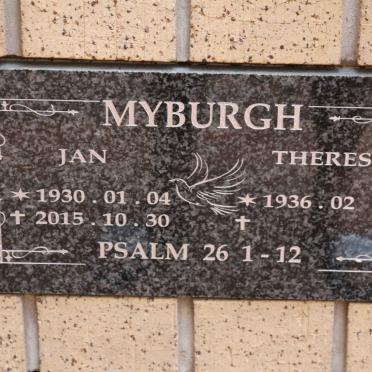 MYBURGH
JAN THERES
* 1930 . 01 . 04 * 1936 . 02
✝ 2015 . 10 . 30 ✝
PSALM 26 1 - 12